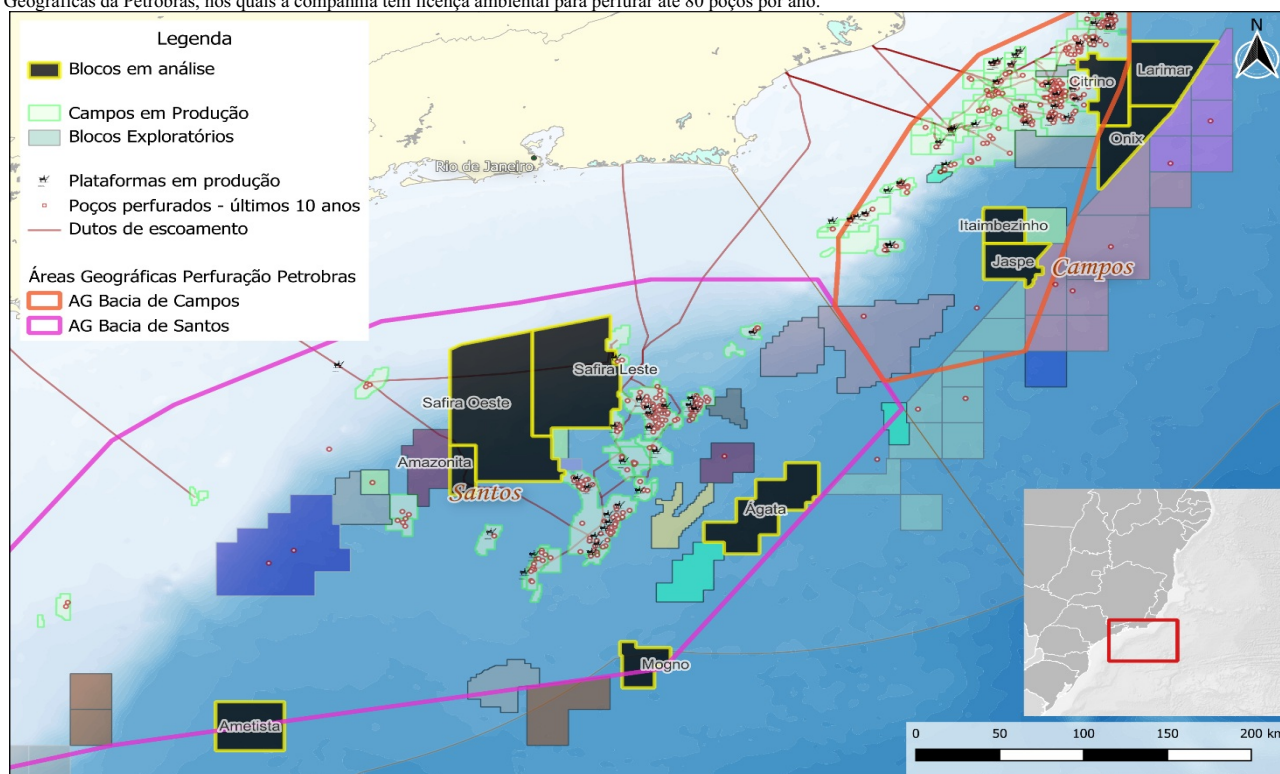 Geográficas da Petrobras, nos quais a companhia tem licença ambiental para perfurar até 80 poços por ano.
Legenda
Blocos em análise
Campos em Produção
Blocos Exploratórios
Plataformas em produção
Poços perfurados - últimos 10 anos
Dutos de escoamento
Áreas Geográficas Perfuração Petrobras
AG Bacia de Campos
AG Bacia de Santos
N
Larimar
Citrino
Onix
Rio de Janeiro
Itaimbezinho
Jaspe
Campos
Safira Leste
Safira Oeste
Amazonita
Santos
Ágata
Mogno
Ametista
0 50 100 150 200 km